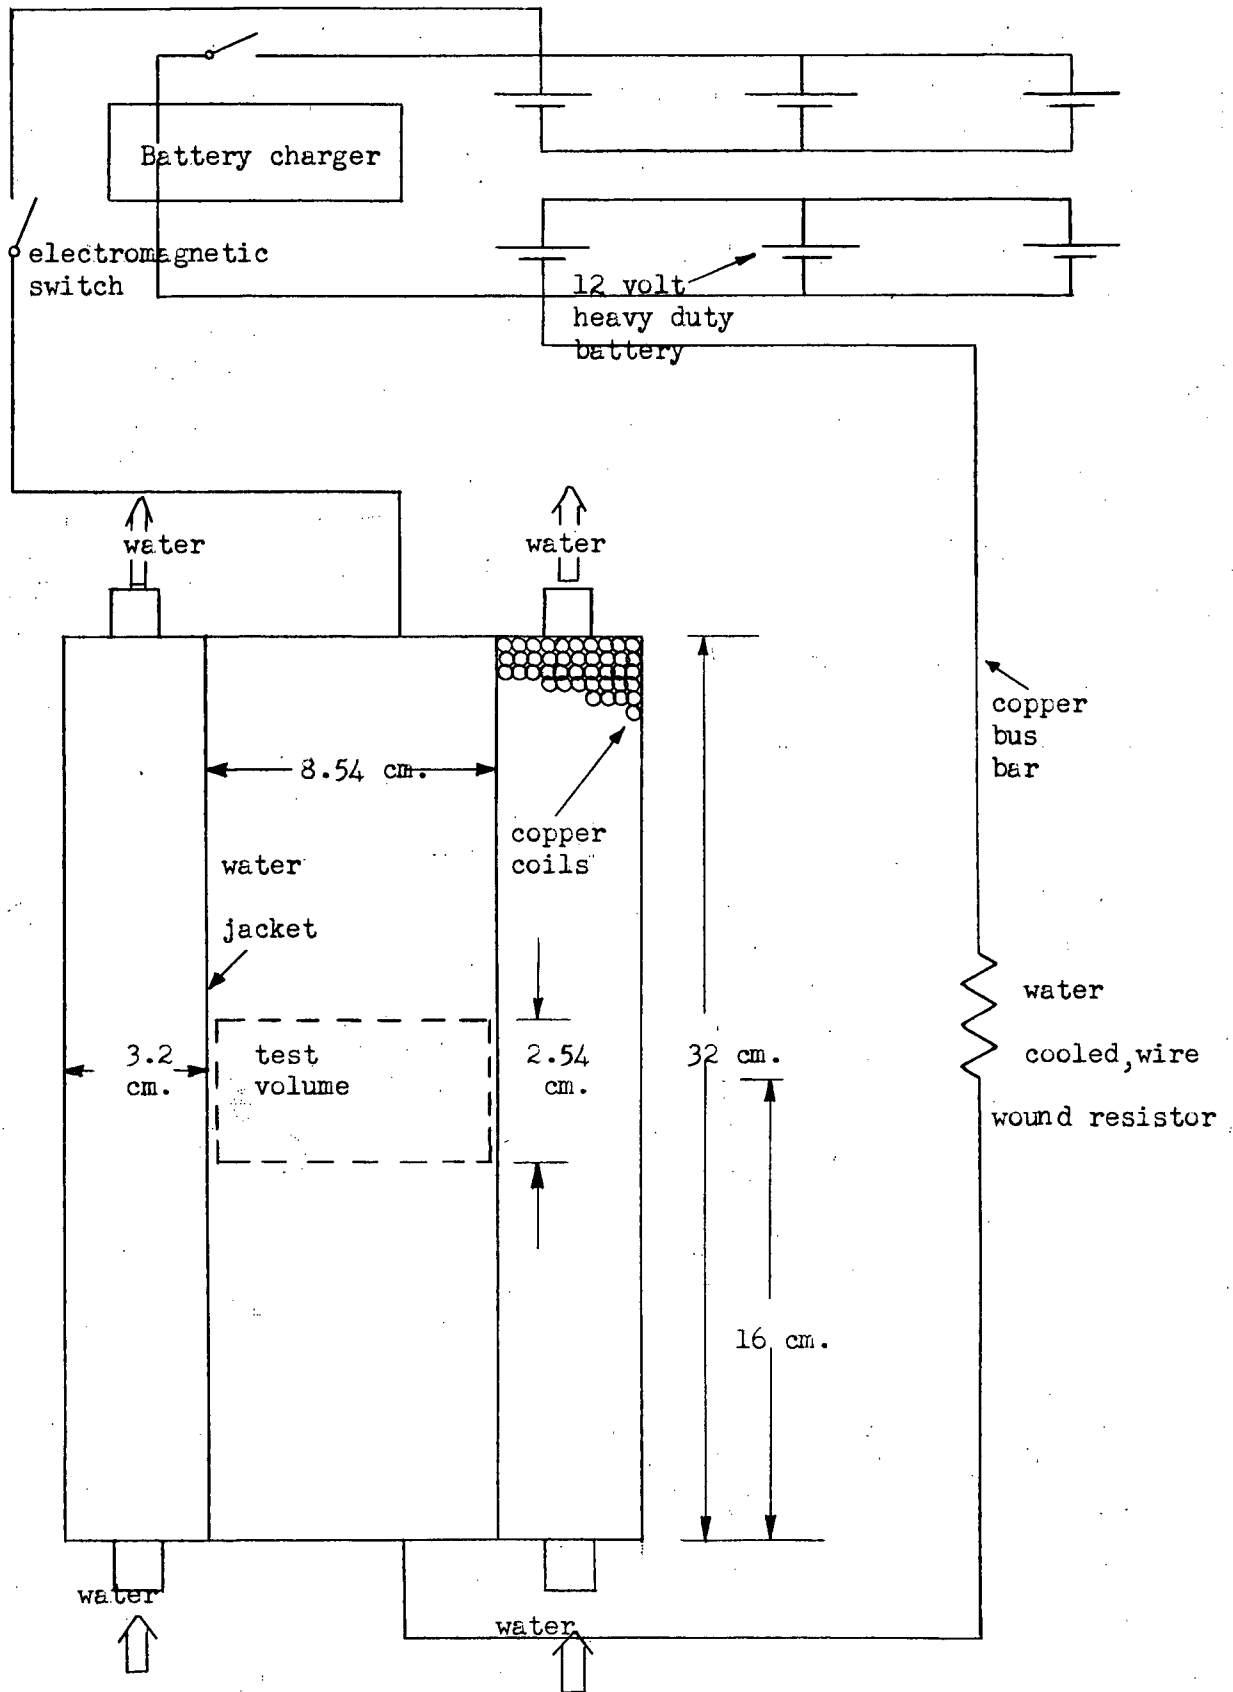 Battery charger
electromagnetic
switch
12 volt
heavy duty
battery
water
water
copper
bus
bar
8.54 cm.
copper
coils
water
jacket
3.2
cm.
test
volume
2.54
cm.
32 cm.
water
cooled,wire
wound resistor
16 cm.
water
water